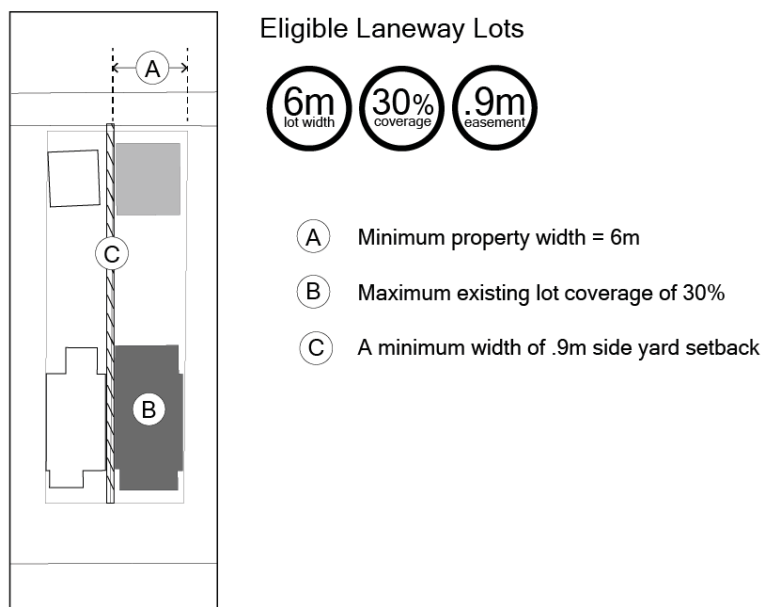 Eligible Laneway Lots
6m
lot width
30%
coverage
.9m
easement
A
A Minimum property width = 6m
C
B Maximum existing lot coverage of 30%
C A minimum width of .9m side yard setback
B